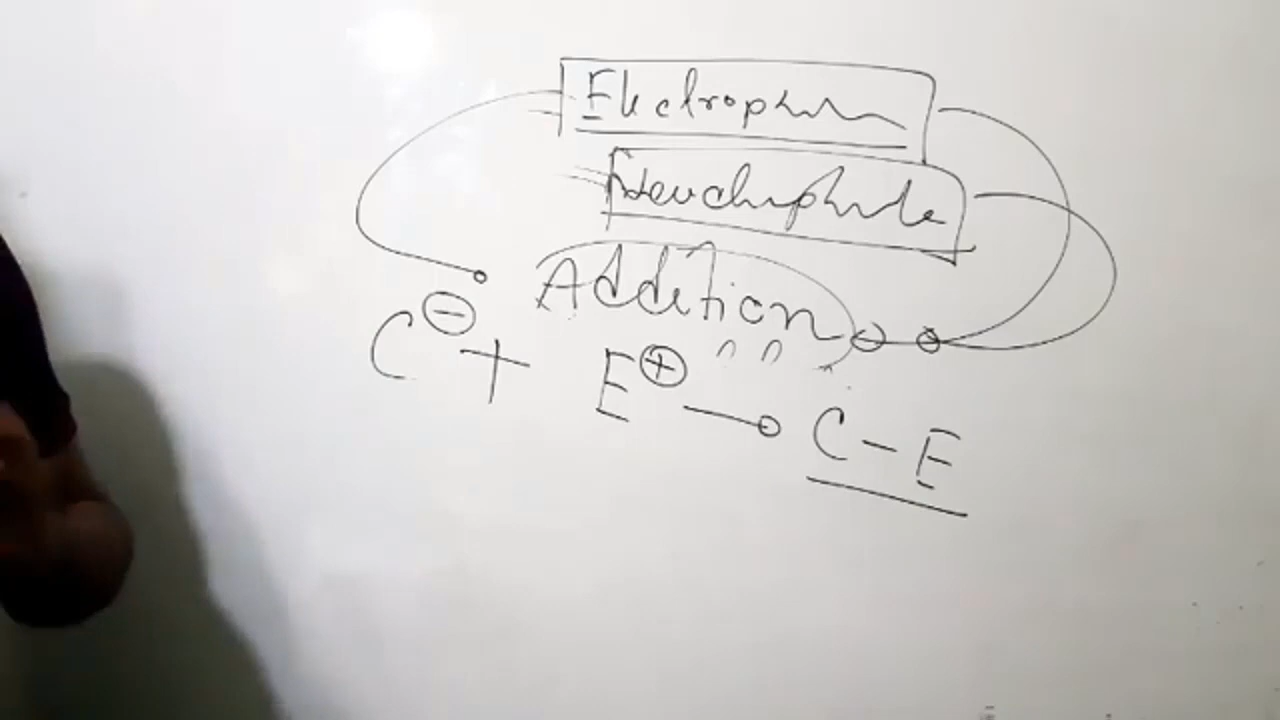 Electrophile
Neuclophile
Addition
C⊖ + E⊕ → C-E